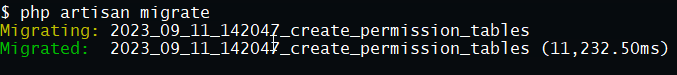 $ php artisan migrate
Migrating: 2023_09_11_142047_create_permission_tables
Migrated:  2023_09_11_142047_create_permission_tables (11,232.50ms)